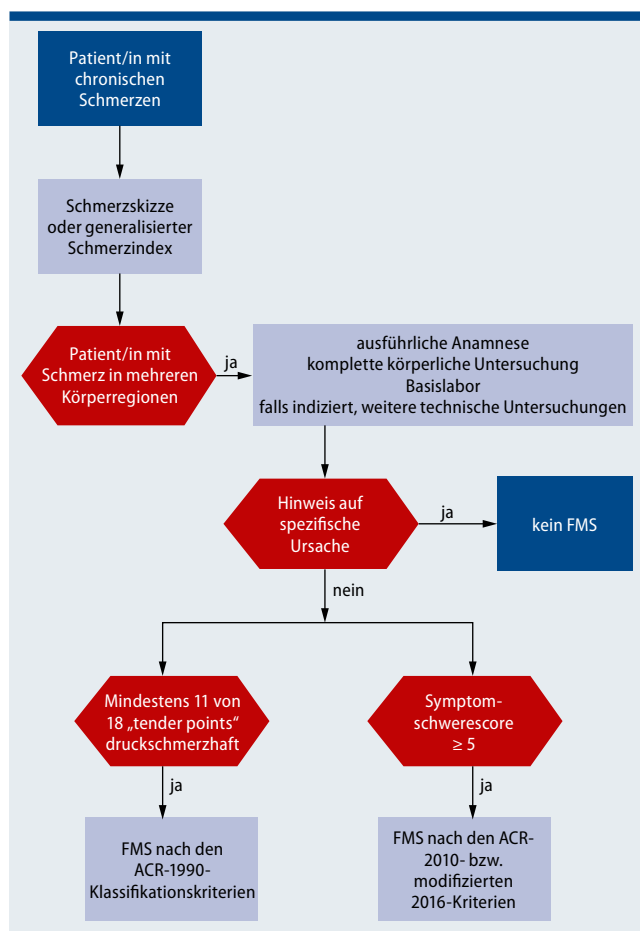 Patient/in mit
chronischen
Schmerzen
Schmerzskizze
oder generalisierter
Schmerzindex
Patient/in mit
Schmerz in mehreren
Körperregionen
ja
ausführliche Anamnese
komplette körperliche Untersuchung
Basislabor
falls indiziert, weitere technische Untersuchungen
Hinweis auf
spezifische
Ursache
ja
kein FMS
nein
Mindestens 11 von
18 „tender points“
druckschmerzhaft
Symptom-
schwerescore
≥ 5
ja
ja
FMS nach den
ACR-1990-
Klassifikationskriterien
FMS nach den ACR-
2010- bzw.
modifizierten
2016-Kriterien